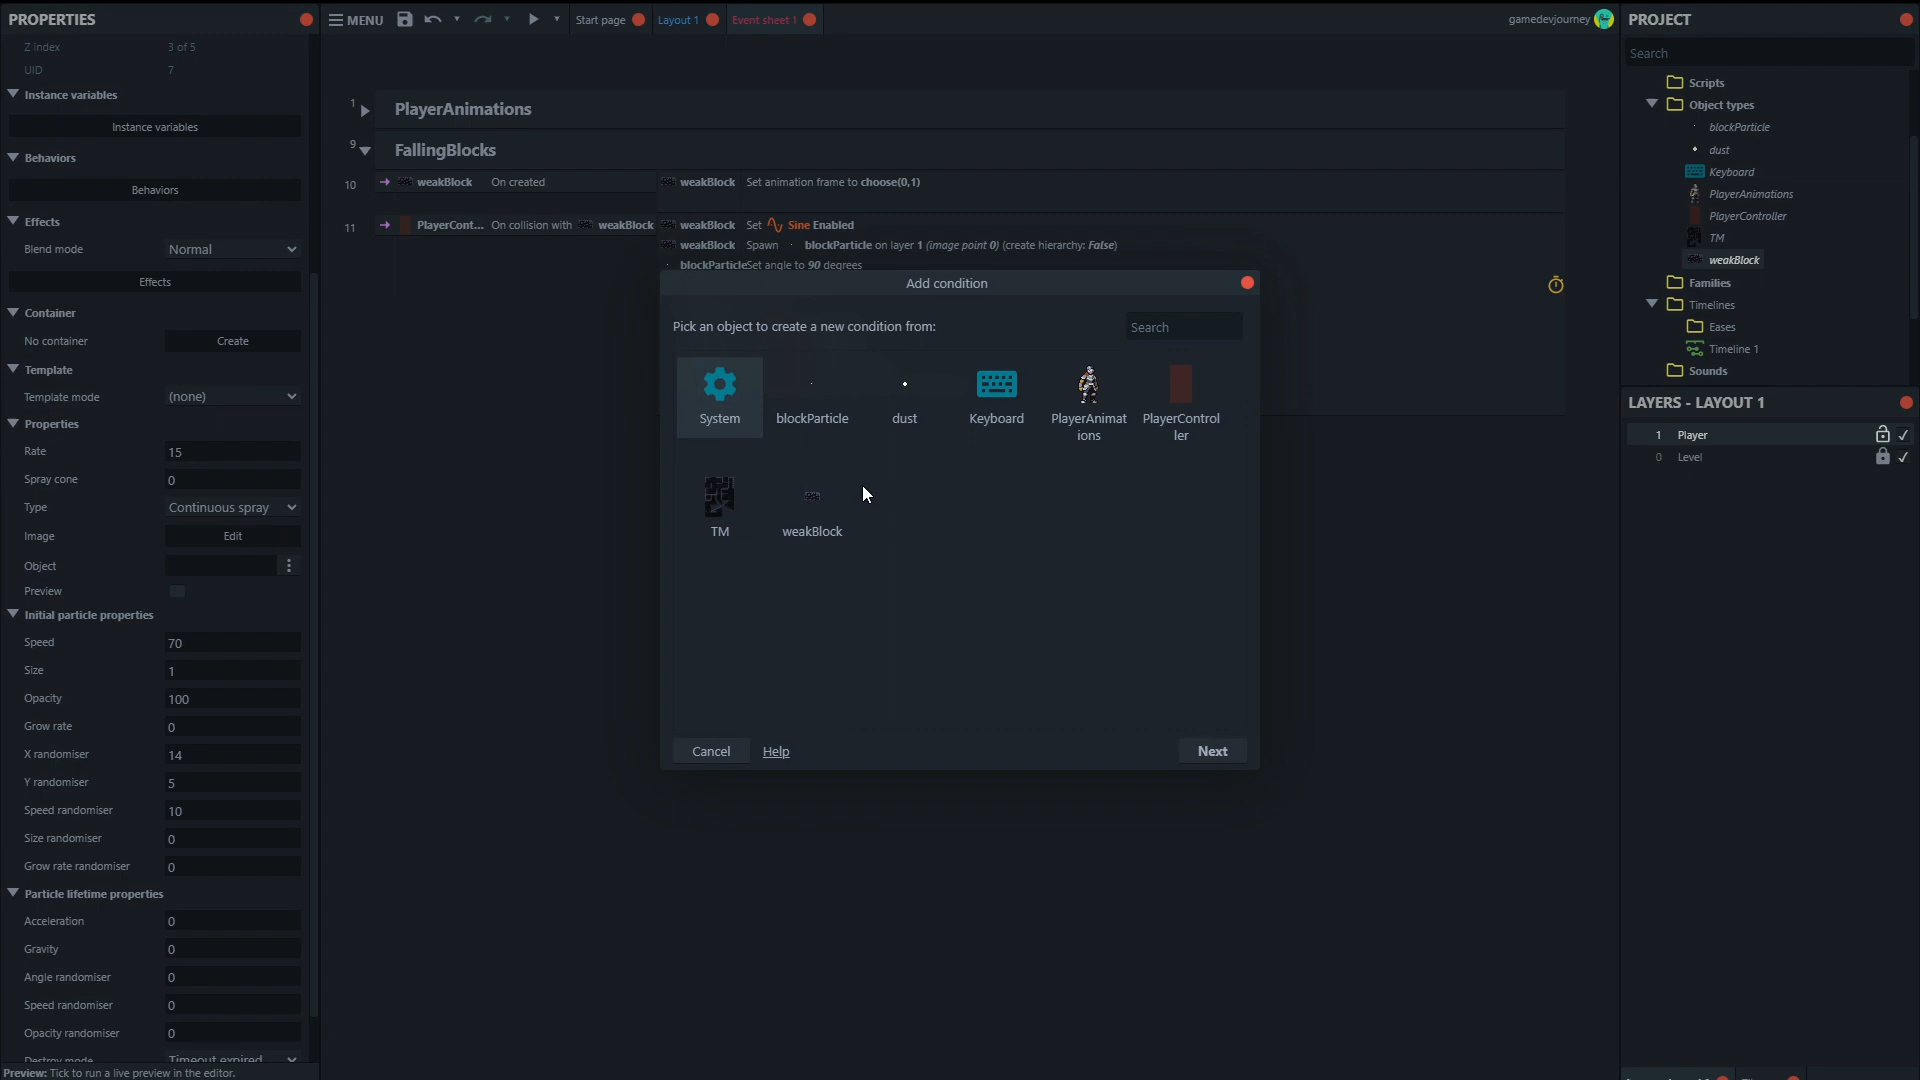 PROPERTIES
Z index 3 of 5
UID 7
Instance variables
Instance variables
Behaviors
Behaviors
Effects
Blend mode Normal
Effects
Container
No container Create
Template
Template mode (none)
Properties
Rate 15
Spray cone 0
Type Continuous spray
Image Edit
Object
Preview
Initial particle properties
Speed 70
Size 1
Opacity 100
Grow rate 0
X randomiser 14
Y randomiser 5
Speed randomiser 10
Size randomiser 0
Grow rate randomiser 0
Particle lifetime properties
Acceleration 0
Gravity 0
Angle randomiser 0
Speed randomiser 0
Opacity randomiser 0
Destroy mode Timeout expired
Preview: Tick to run a live preview in the editor.
MENU Start page Layout 1 Event sheet 1 gamedevjourney
1 PlayerAnimations
9 FallingBlocks
10 weakBlock On created weakBlock Set animation frame to choose(0,1)
11 PlayerCont... On collision with weakBlock weakBlock Set Sine Enabled
weakBlock Spawn blockParticle on layer 1 (image point 0) (create hierarchy: False)
blockParticle Set angle to 90 degrees
Add condition
Pick an object to create a new condition from: Search
System blockParticle dust Keyboard PlayerAnimat
ions PlayerControl
ler
TM weakBlock
Cancel Help Next
PROJECT
Search
Scripts
Object types
blockParticle
dust
Keyboard
PlayerAnimations
PlayerController
TM
weakBlock
Families
Timelines
Eases
Timeline 1
Sounds
LAYERS - LAYOUT 1
1 Player
0 Level